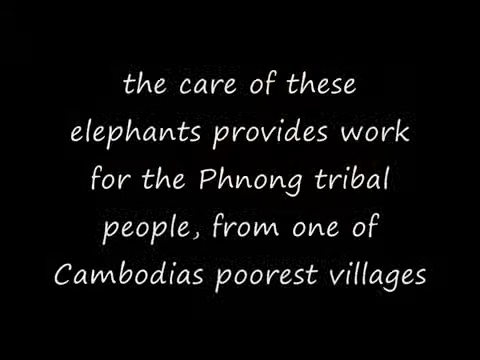 the care of these
elephants provides work
for the Phnong tribal
people, from one of
Cambodias poorest villages